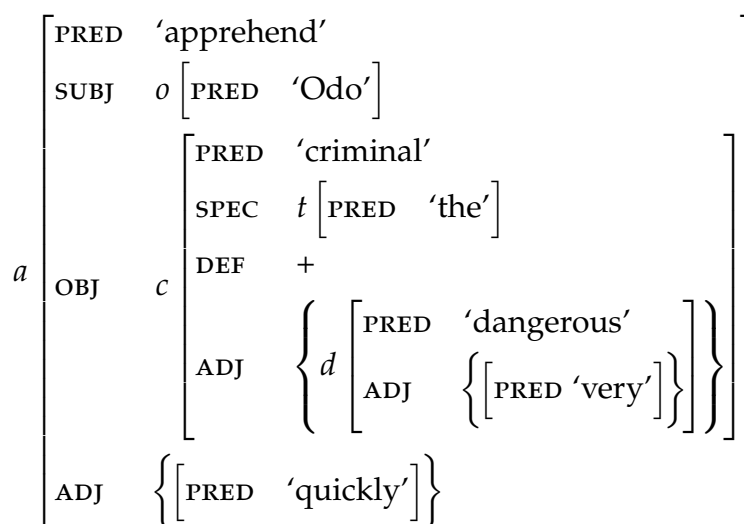 PRED ‘apprehend’
SUBJ o [PRED ‘Odo’]
PRED ‘criminal’
SPEC t [PRED ‘the’]
DEF +
a OBJ c
PRED ‘dangerous’
ADJ { d
ADJ {[PRED ‘very’]}
ADJ {[PRED ‘quickly’]}